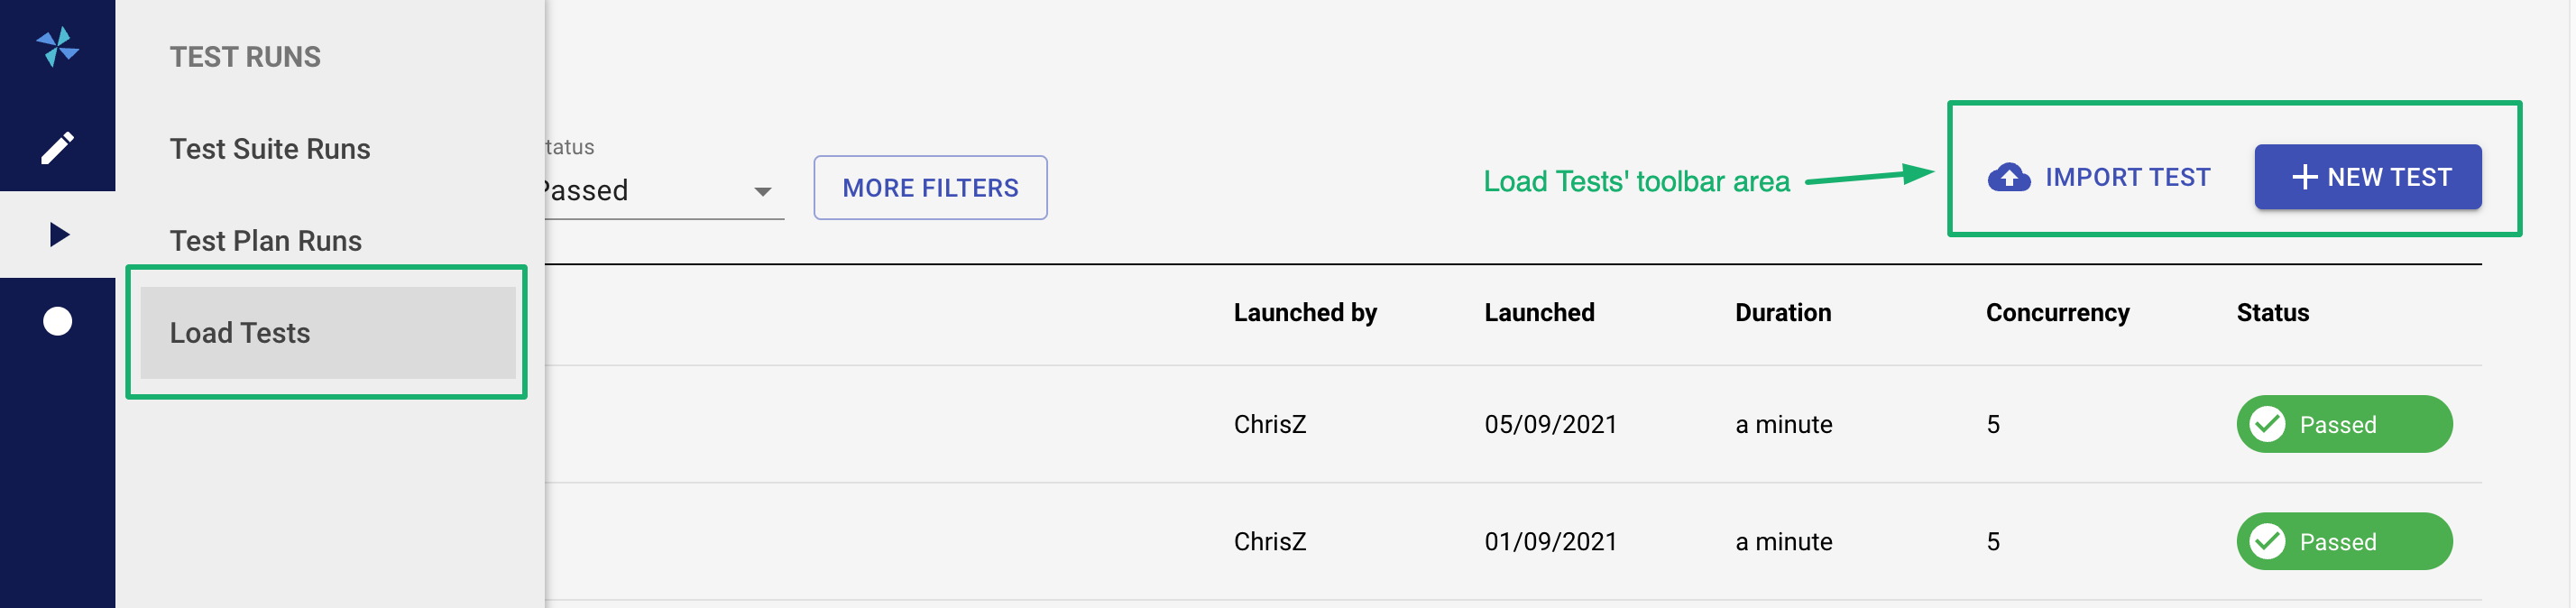 TEST RUNS
Test Suite Runs
Test Plan Runs
Load Tests
tatus
Passed
MORE FILTERS
Load Tests' toolbar area
IMPORT TEST
NEW TEST
Launched by Launched Duration Concurrency Status
ChrisZ 05/09/2021 a minute 5 Passed
ChrisZ 01/09/2021 a minute 5 Passed